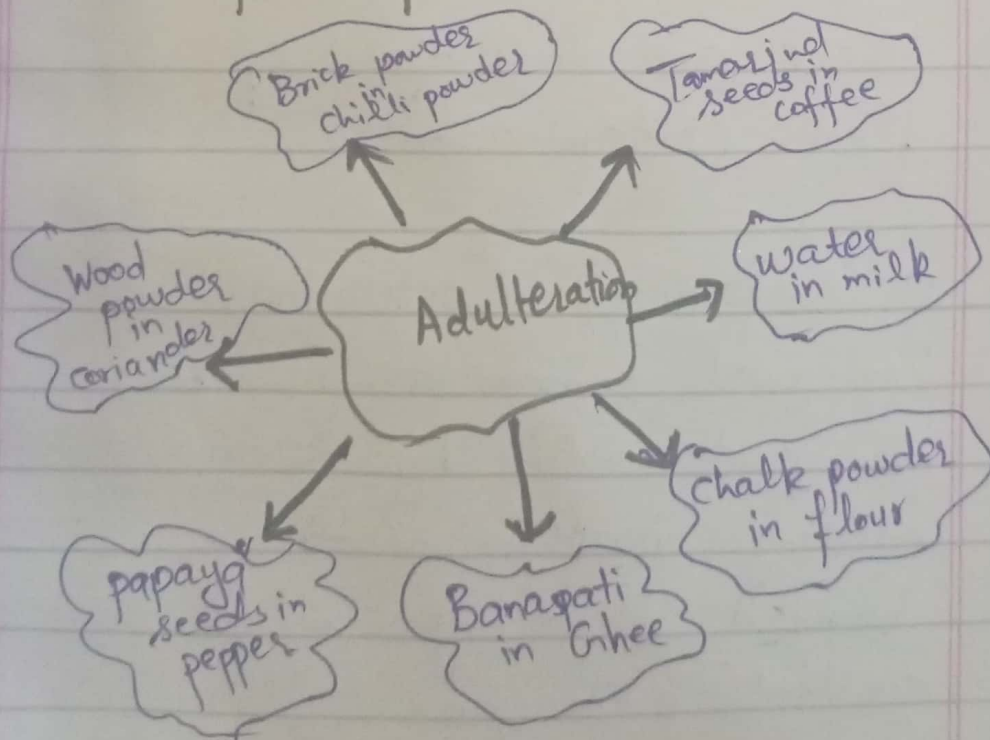 Adulteration
Brick powder
in
chilli powder
Tamarind
seeds in
coffee
water
in milk
chalk powder
in flour
Banaspati
in Ghee
papaya
seeds in
pepper
Wood
powder
in
coriander